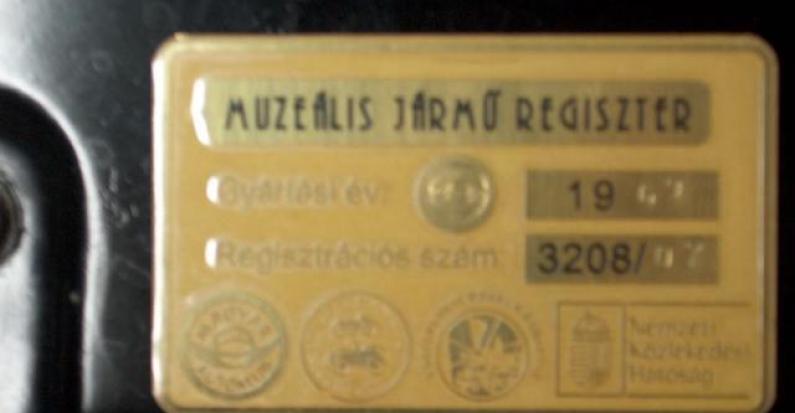 MUZEÁLIS JÁRMŰ REGISZTER
Gyártási év: 19
Regisztrációs szám 3208/
Nemzeti
Közlekedési
Hatóság